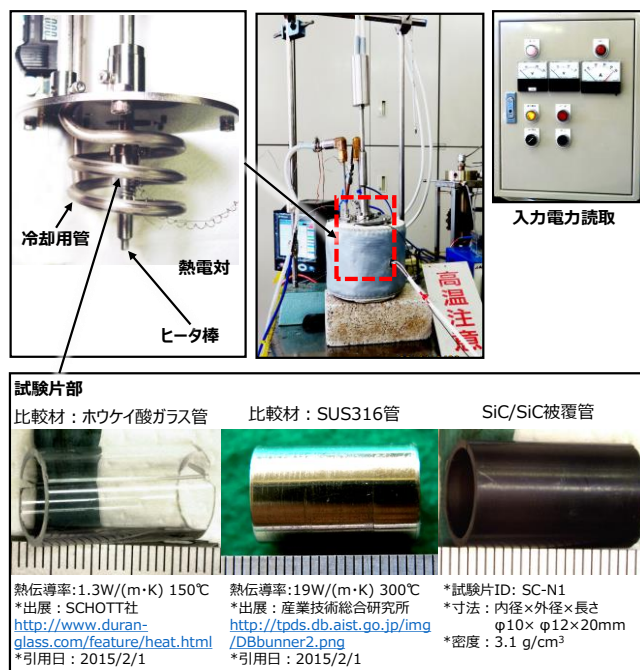 冷却用管
熱電対
ヒータ棒
高温注意
入力電力読取
試験片部
比較材：ホウケイ酸ガラス管
比較材：SUS316管
SiC/SiC被覆管
熱伝導率:1.3W/(m・K) 150℃
*出展：SCHOTT社
http://www.duran-
glass.com/feature/heat.html
*引用日：2015/2/1
熱伝導率:19W/(m・K) 300℃
*出展：産業技術総合研究所
http://tpds.db.aist.go.jp/img
/DBbunner2.png
*引用日：2015/2/1
*試験片ID: SC-N1
*寸法：内径×外径×長さ
φ10× φ12×20mm
*密度：3.1 g/cm³